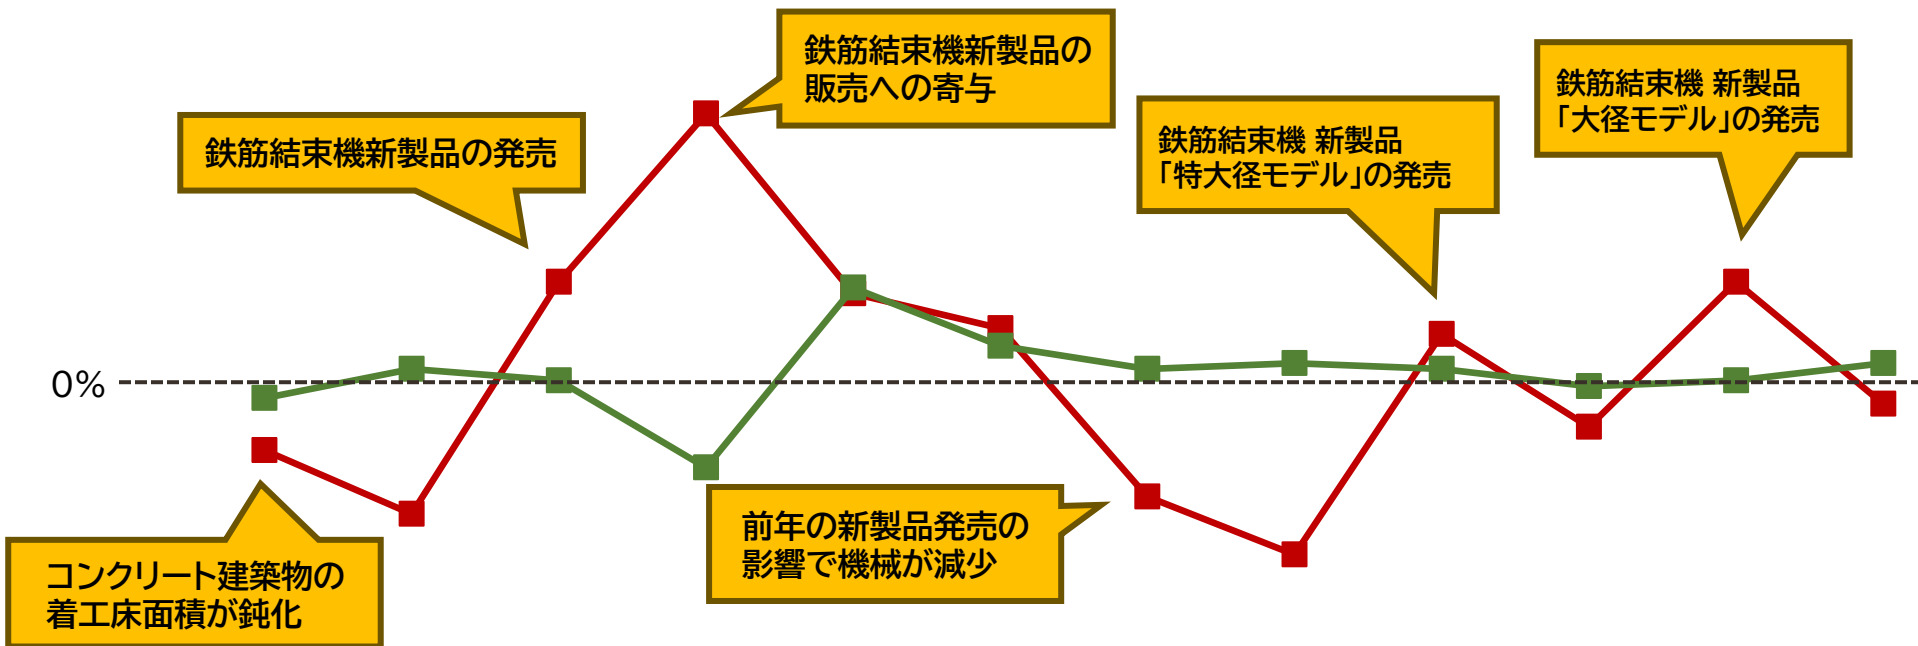 鉄筋結束機新製品の
販売への寄与
鉄筋結束機 新製品
「大径モデル」の発売
鉄筋結束機新製品の発売
鉄筋結束機 新製品
「特大径モデル」の発売
0%
前年の新製品発売の
影響で機械が減少
コンクリート建築物の
着工床面積が鈍化